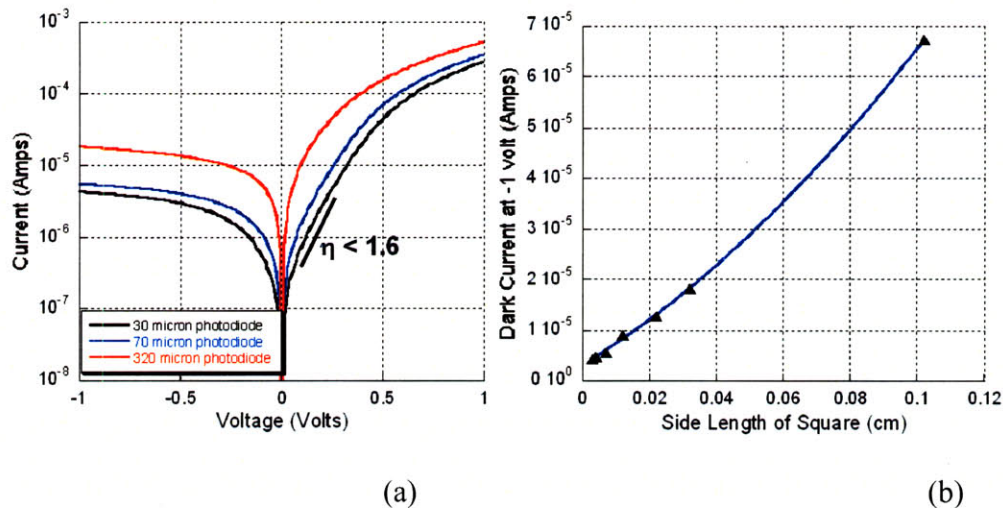 10⁻³
10⁻⁴
10⁻⁵
10⁻⁶
10⁻⁷
10⁻⁸
Current (Amps)
η < 1.6
30 micron photodiode
70 micron photodiode
320 micron photodiode
-1 -0.5 0 0.5 1
Voltage (Volts)
(a)
7 10⁻⁵
6 10⁻⁵
5 10⁻⁵
4 10⁻⁵
3 10⁻⁵
2 10⁻⁵
1 10⁻⁵
0 10⁰
Dark Current at -1 volt (Amps)
0 0.02 0.04 0.06 0.08 0.1 0.12
Side Length of Square (cm)
(b)